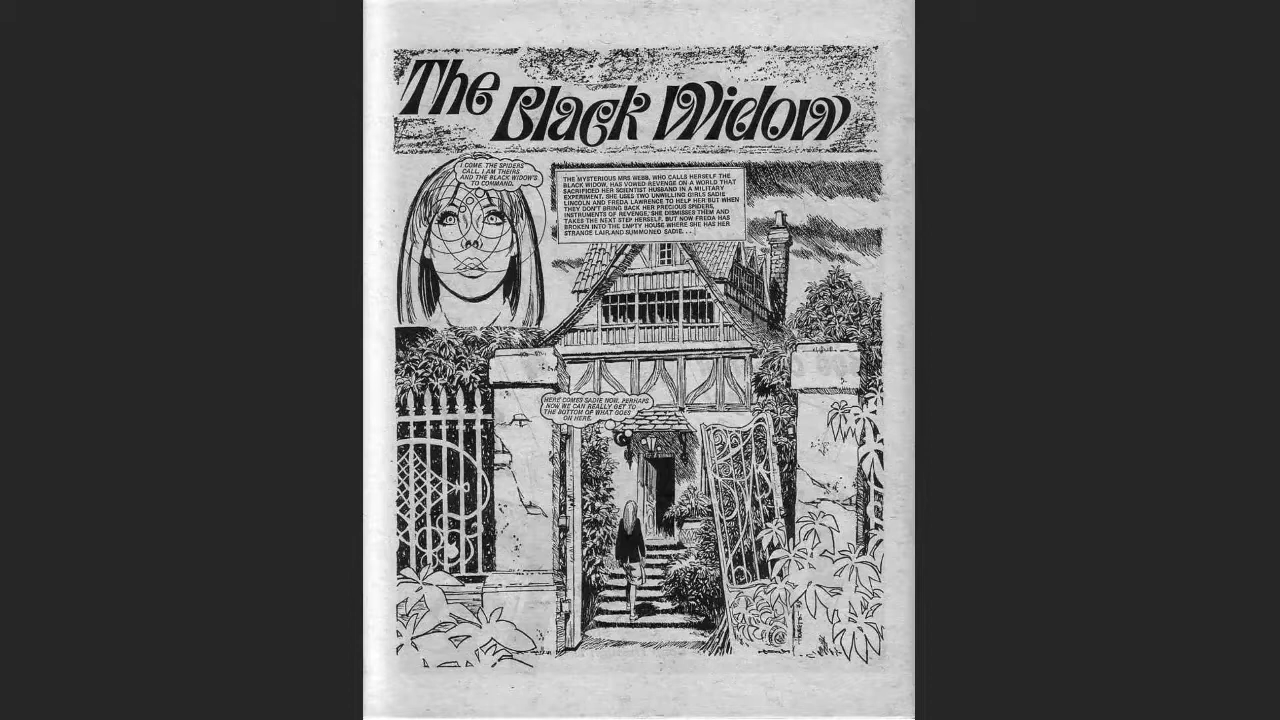 The Black Widow
I COME. THE SPIDERS
CALL. I AM THEIRS
AND THE BLACK WIDOW'S
TO COMMAND.
THE MYSTERIOUS MRS WEBB, WHO CALLS HERSELF THE
BLACK WIDOW, HAS VOWED REVENGE ON A WORLD THAT
SACRIFICED HER SCIENTIST HUSBAND IN A MILITARY
EXPERIMENT. SHE USES TWO UNWILLING GIRLS SADIE
LINCOLN AND FREDA LAWRENCE TO HELP HER BUT WHEN
THEY DON'T BRING BACK HER PRECIOUS SPIDERS,
INSTRUMENTS OF REVENGE, SHE DISMISSES THEM AND
TAKES THE NEXT STEP HERSELF. BUT NOW FREDA HAS
BROKEN INTO THE EMPTY HOUSE WHERE SHE HAS HER
STRANGE LAIR, AND SUMMONED SADIE. . .
HERE COMES SADIE NOW. PERHAPS
NOW WE CAN REALLY GET TO
THE BOTTOM OF WHAT GOES
ON HERE.